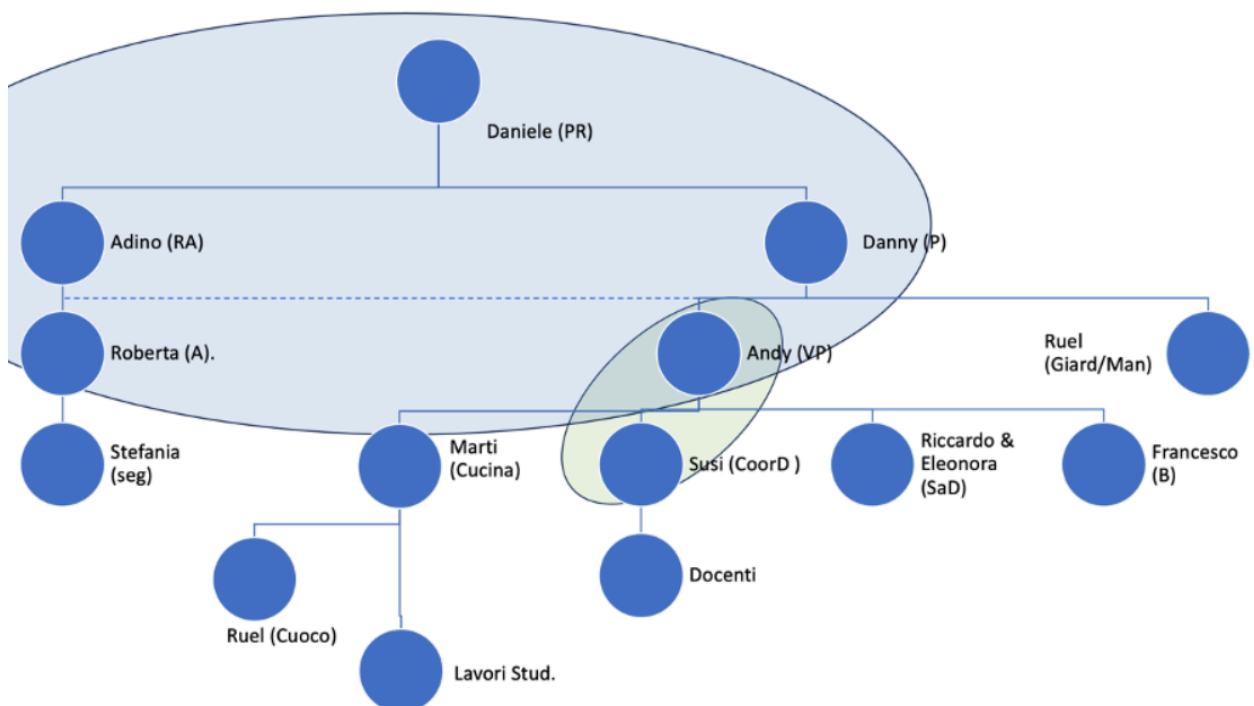 Daniele (PR)
Adino (RA)
Danny (P)
Roberta (A).
Andy (VP)
Ruel
(Giard/Man)
Stefania
(seg)
Marti
(Cucina)
Susi (CoorD )
Riccardo &
Eleonora
(SaD)
Francesco
(B)
Ruel (Cuoco)
Docenti
Lavori Stud.